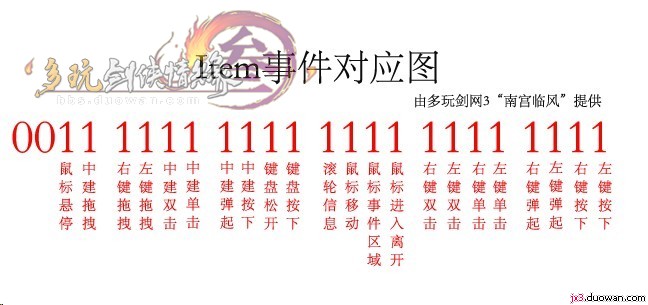 多玩剑侠情缘
叁
bbs.duowan.com
Item事件对应图
由多玩剑网3“南宫临风”提供
0011 1111 1111 1111 1111 1111
鼠标悬停
中建拖拽
右键拖拽
左键拖拽
中建双击
中建单击
中建弹起
中建按下
键盘松开
键盘按下
滚轮信息
鼠标移动
鼠标事件区域
鼠标进入离开
右键双击
左键双击
右键单击
左键单击
右键弹起
左键弹起
右键按下
左键按下
jx3.duowan.com